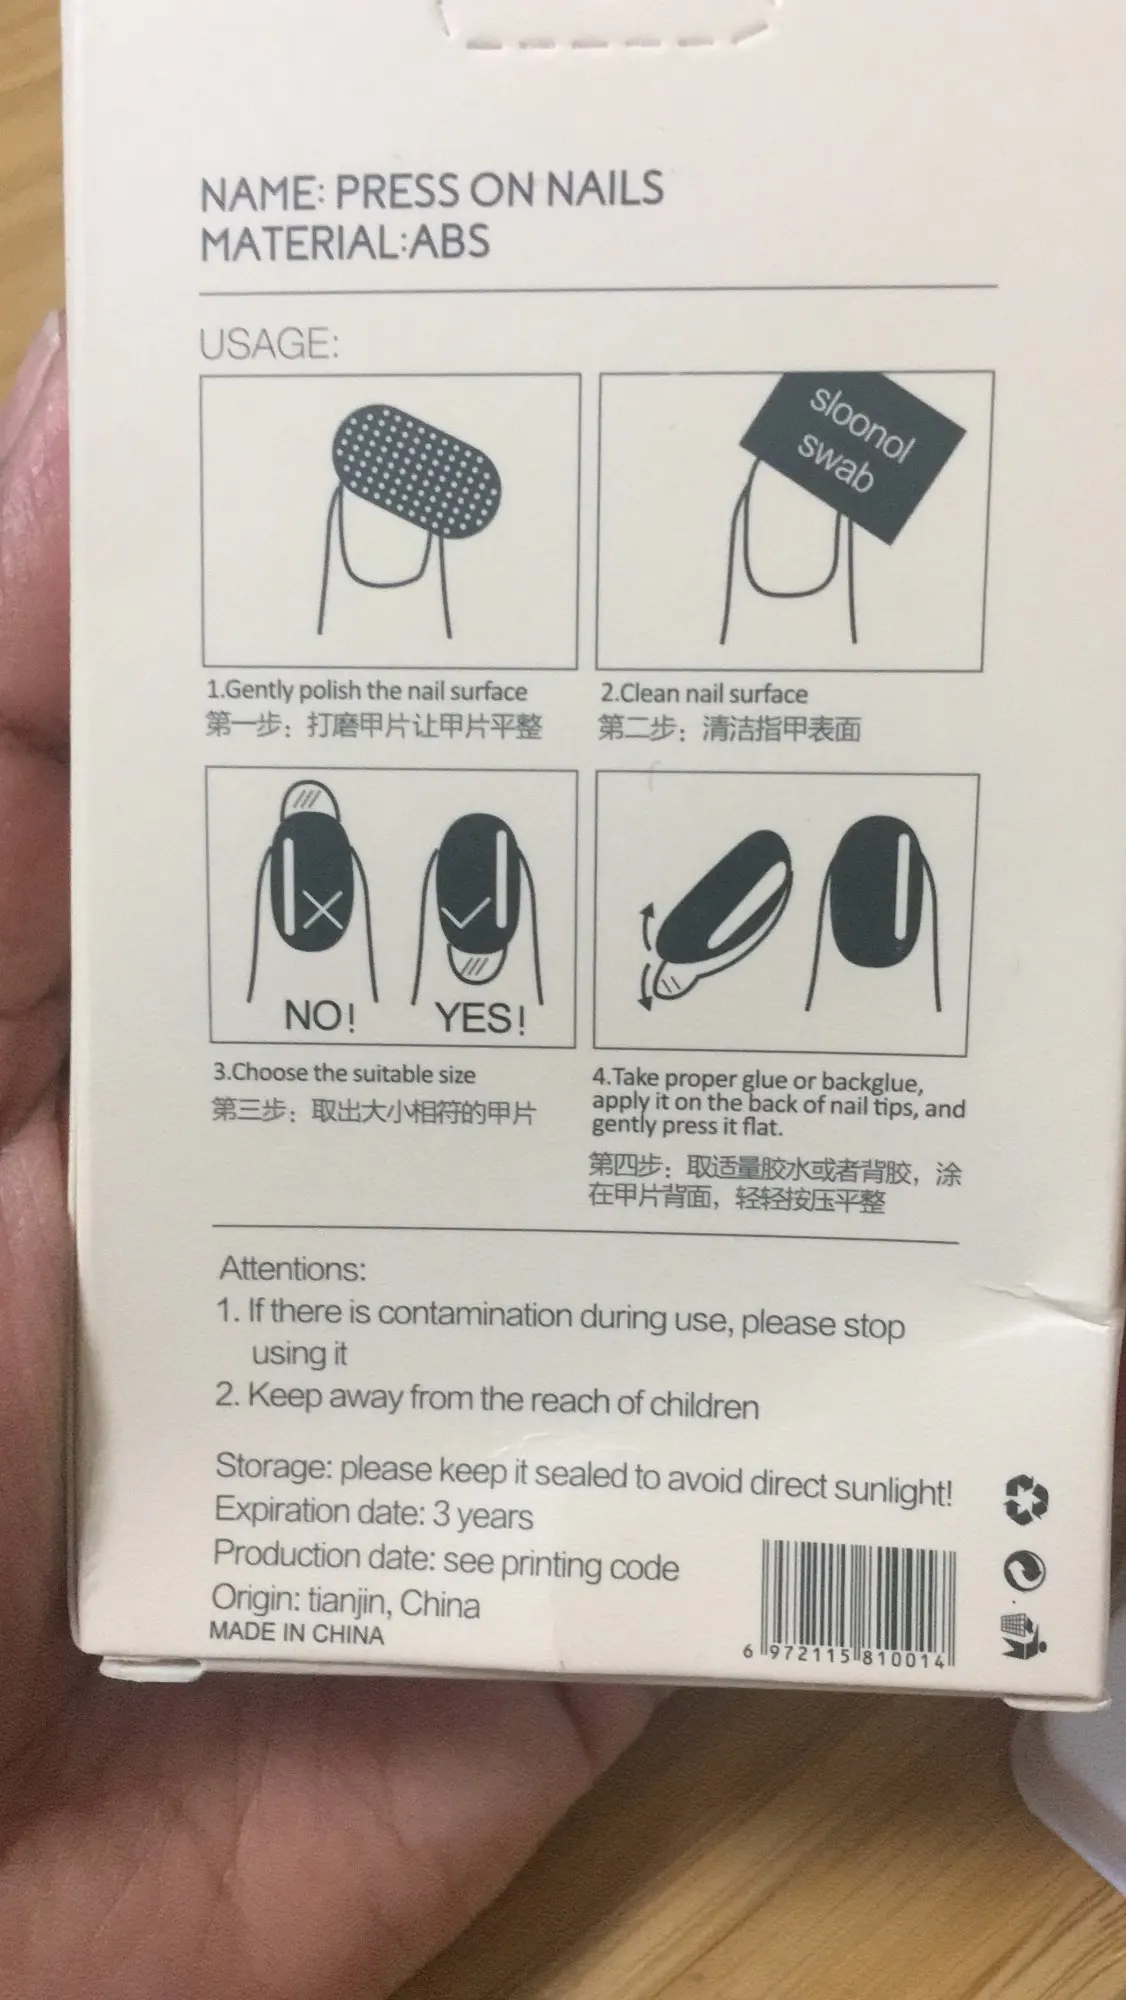 NAME: PRESS ON NAILS
MATERIAL:ABS
USAGE:
sloonol
swab
1.Gently polish the nail surface
第一步：打磨甲片让甲片平整
2.Clean nail surface
第二步：清洁指甲表面
NO!
YES!
3.Choose the suitable size
第三步：取出大小相符的甲片
4.Take proper glue or backglue,
apply it on the back of nail tips, and
gently press it flat.
第四步：取适量胶水或者背胶，涂
在甲片背面，轻轻按压平整
Attentions:
1. If there is contamination during use, please stop
using it
2. Keep away from the reach of children
Storage: please keep it sealed to avoid direct sunlight!
Expiration date: 3 years
Production date: see printing code
Origin: tianjin, China
MADE IN CHINA
6 972115 810014